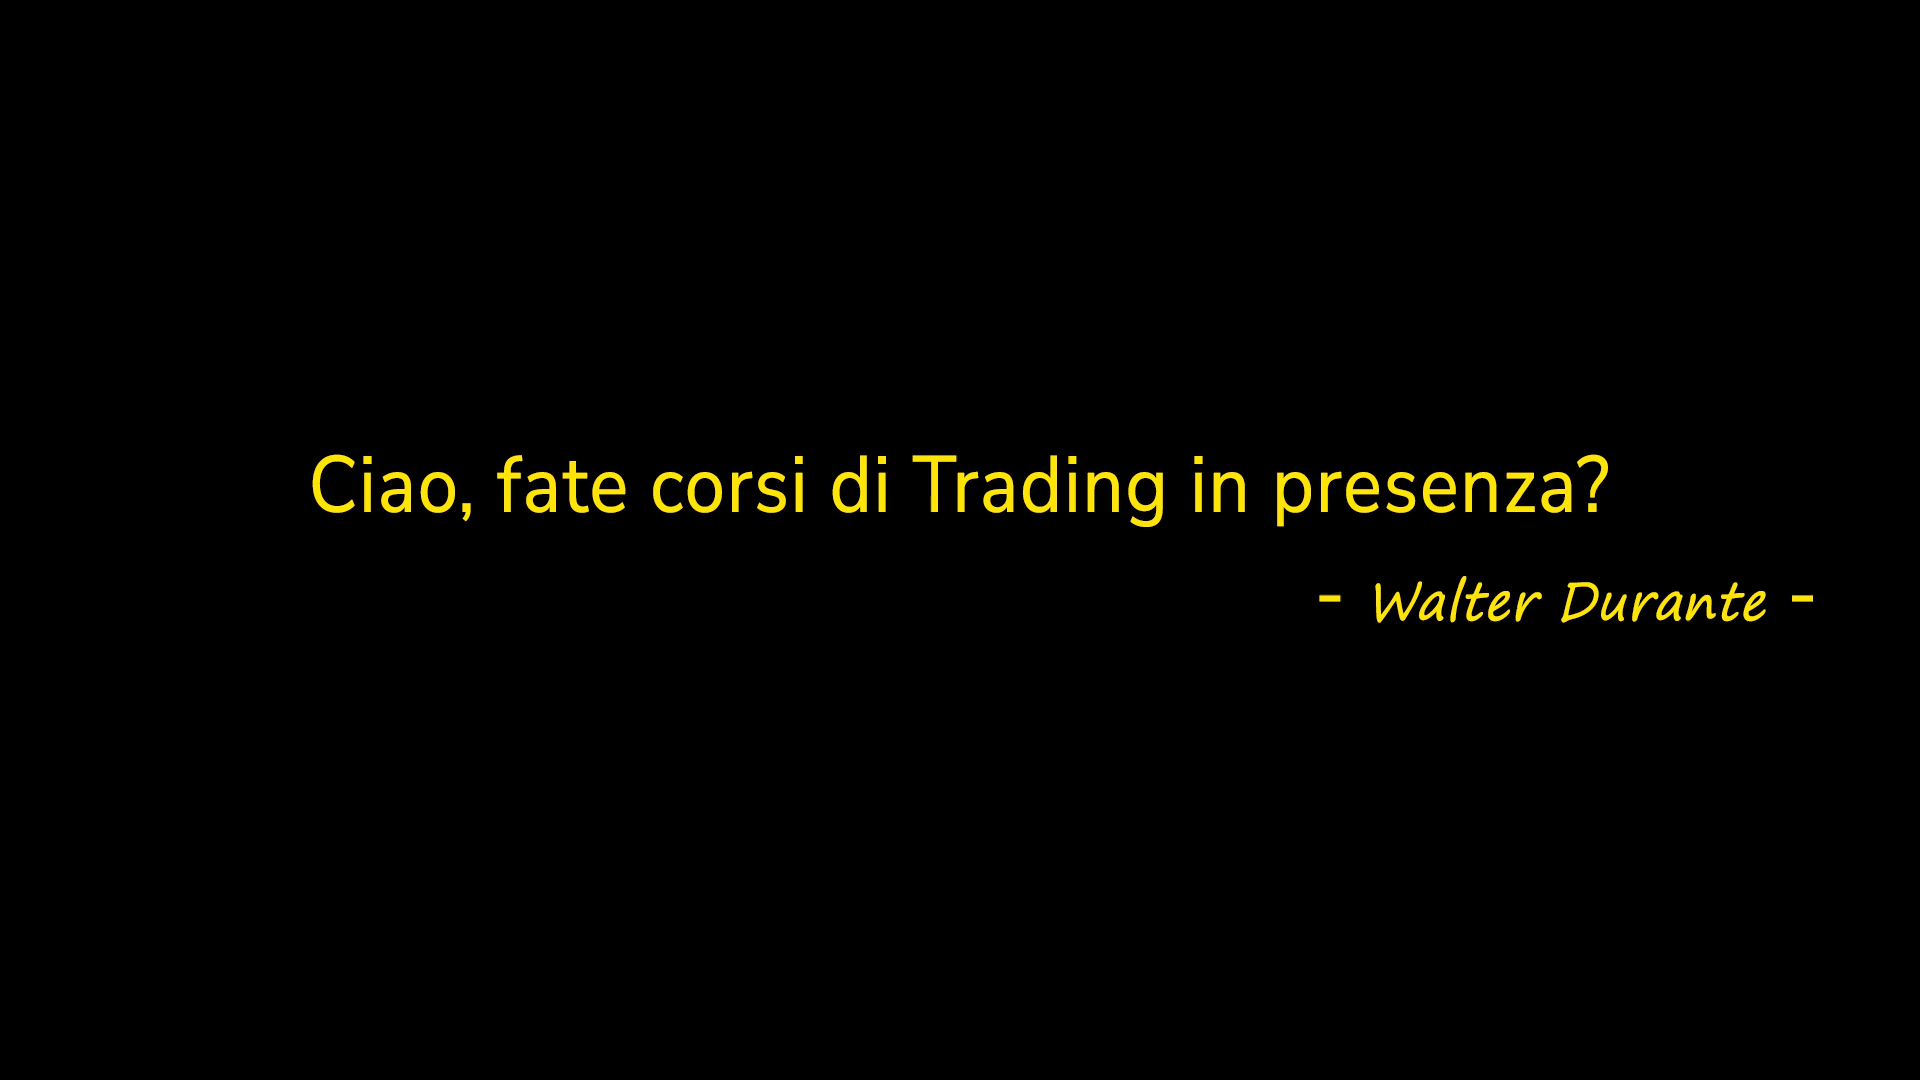 Ciao, fate corsi di Trading in presenza?
- Walter Durante -